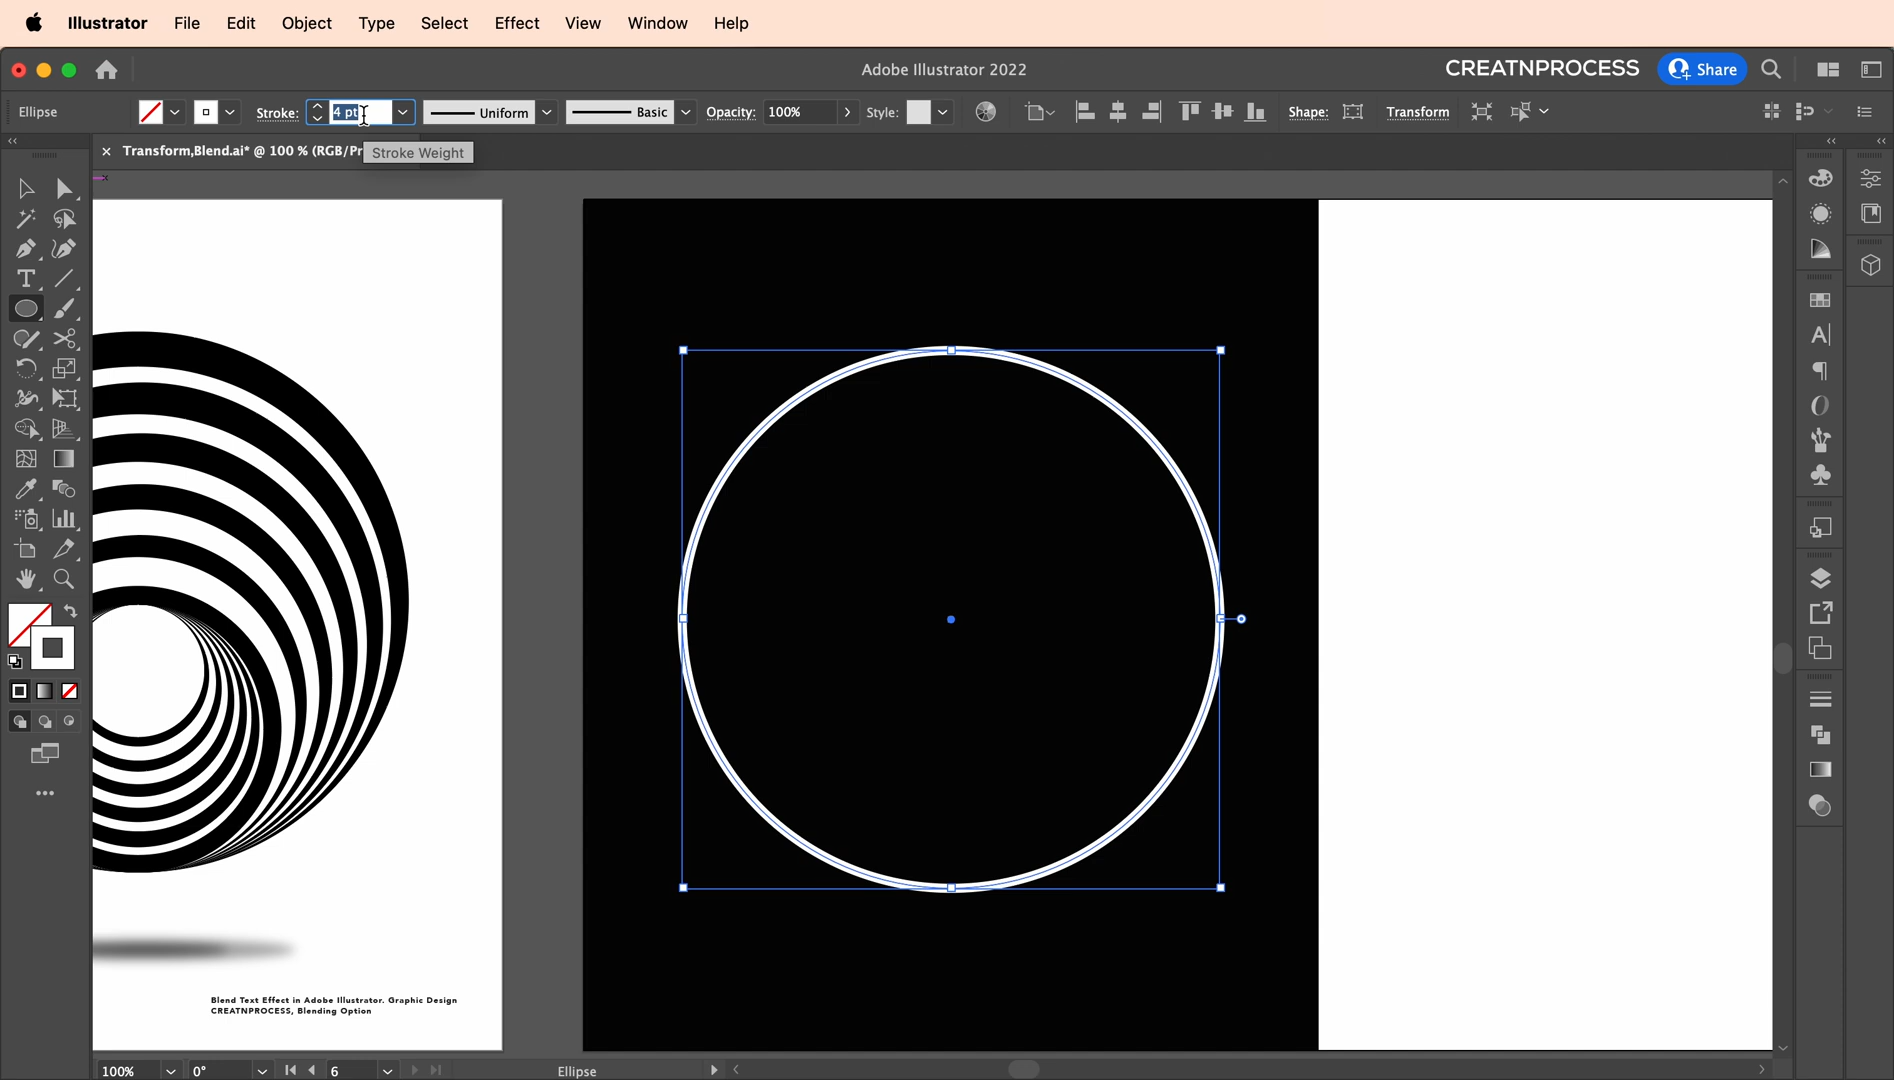 Illustrator File Edit Object Type Select Effect View Window Help
Adobe Illustrator 2022
CREATNPROCESS Share
Ellipse Stroke: 4 pt Uniform Basic Opacity: 100% Style: Shape: Transform
Transform,Blend.ai* @ 100 % (RGB/Pr
Stroke Weight
Blend Text Effect in Adobe Illustrator. Graphic Design
CREATNPROCESS, Blending Option
100% 0° 6 Ellipse